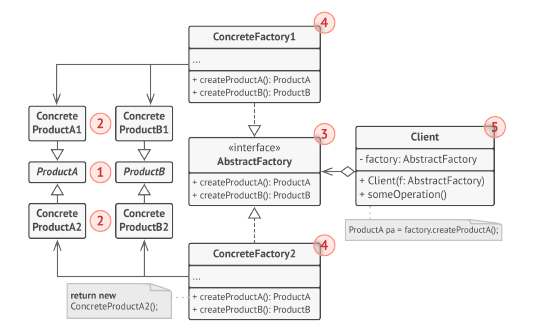 4
ConcreteFactory1
...
+ createProductA(): ProductA
+ createProductB(): ProductB
Concrete
ProductA1
2
Concrete
ProductB1
ProductA
1
ProductB
Concrete
ProductA2
2
Concrete
ProductB2
3
«interface»
AbstractFactory
+ createProductA(): ProductA
+ createProductB(): ProductB
5
Client
- factory: AbstractFactory
+ Client(f: AbstractFactory)
+ someOperation()
ProductA pa = factory.createProductA();
4
ConcreteFactory2
...
+ createProductA(): ProductA
+ createProductB(): ProductB
return new
ConcreteProductA2();